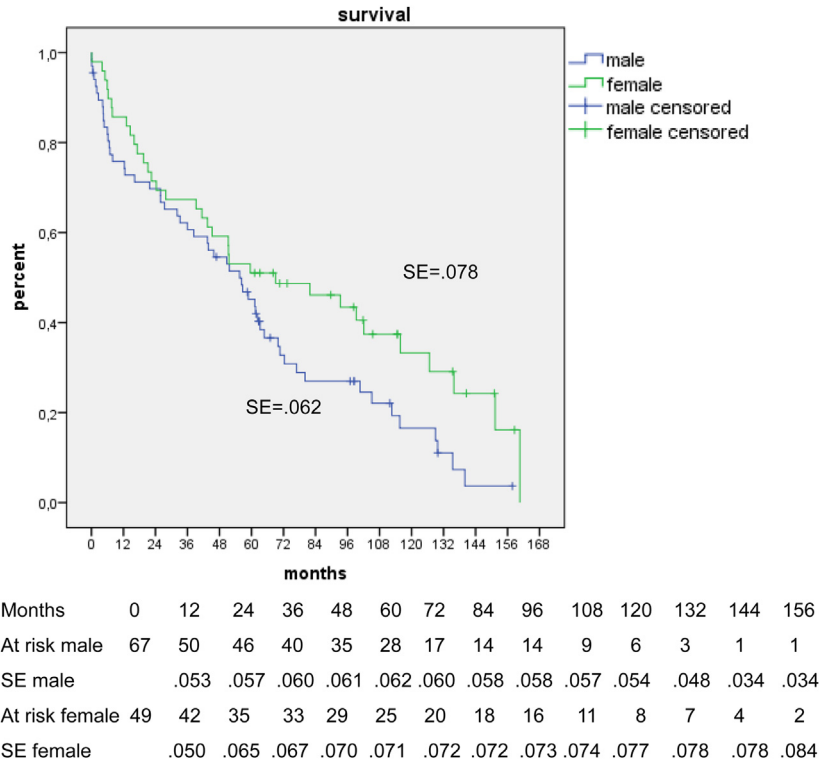 survival
1,0
0,8
0,6
0,4
0,2
0,0
percent
male
female
male censored
female censored
SE=.078
SE=.062
0 12 24 36 48 60 72 84 96 108 120 132 144 156 168
months
Months 0 12 24 36 48 60 72 84 96 108 120 132 144 156
At risk male 67 50 46 40 35 28 17 14 14 9 6 3 1 1
SE male .053 .057 .060 .061 .062 .060 .058 .058 .057 .054 .048 .034 .034
At risk female 49 42 35 33 29 25 20 18 16 11 8 7 4 2
SE female .050 .065 .067 .070 .071 .072 .072 .073 .074 .077 .078 .078 .084